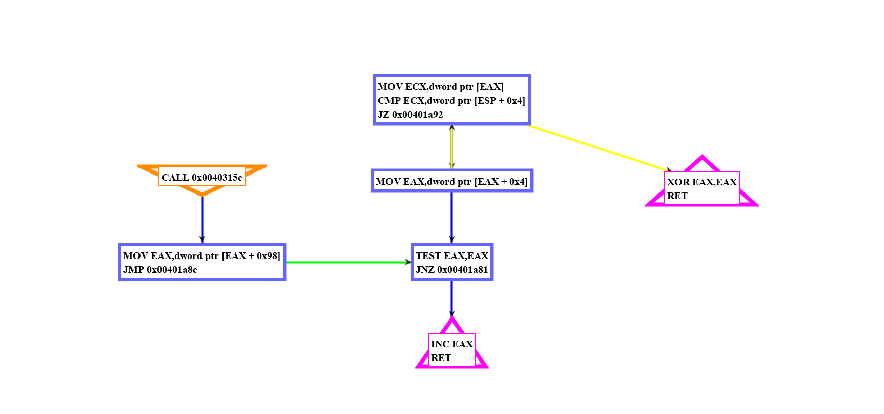 MOV ECX,dword ptr [EAX]
CMP ECX,dword ptr [ESP + 0x4]
JZ 0x00401a92
CALL 0x0040315c
MOV EAX,dword ptr [EAX + 0x4]
XOR EAX,EAX
RET
MOV EAX,dword ptr [EAX + 0x98]
JMP 0x00401a8c
TEST EAX,EAX
JNZ 0x00401a81
INC EAX
RET